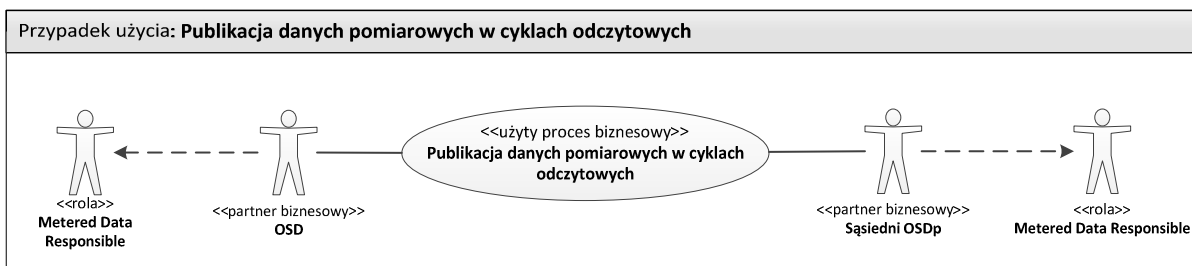 Przypadek użycia: Publikacja danych pomiarowych w cyklach odczytowych
<<użyty proces biznesowy>>
Publikacja danych pomiarowych w cyklach
odczytowych
<<rola>>
Metered Data
Responsible
<<partner biznesowy>>
OSD
<<partner biznesowy>>
Sąsiedni OSDp
<<rola>>
Metered Data Responsible